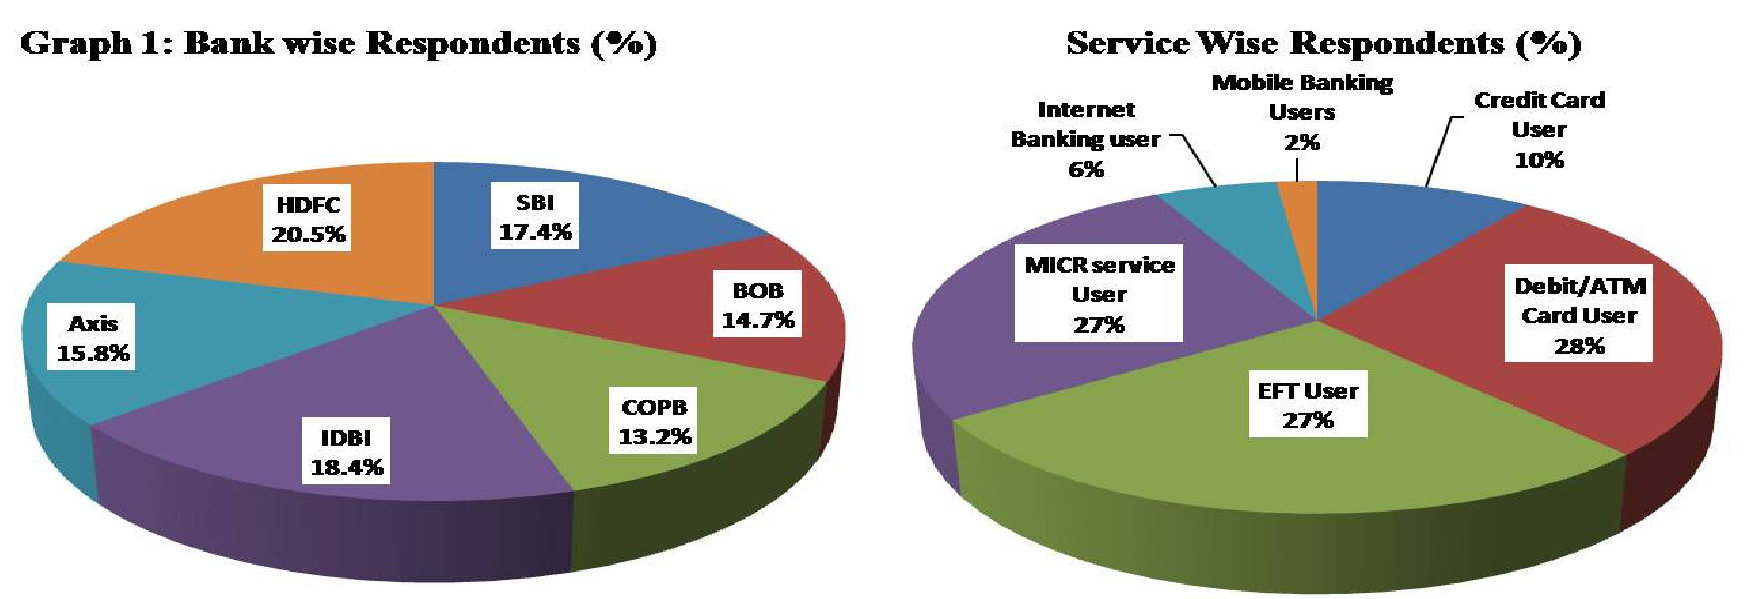 Graph 1: Bank wise Respondents (%)
HDFC
20.5%
SBI
17.4%
BOB
14.7%
Axis
15.8%
COPB
13.2%
IDBI
18.4%
Service Wise Respondents (%)
Mobile Banking
Users
2%
Internet
Banking user
6%
Credit Card
User
10%
MICR service
User
27%
Debit/ATM
Card User
28%
EFT User
27%